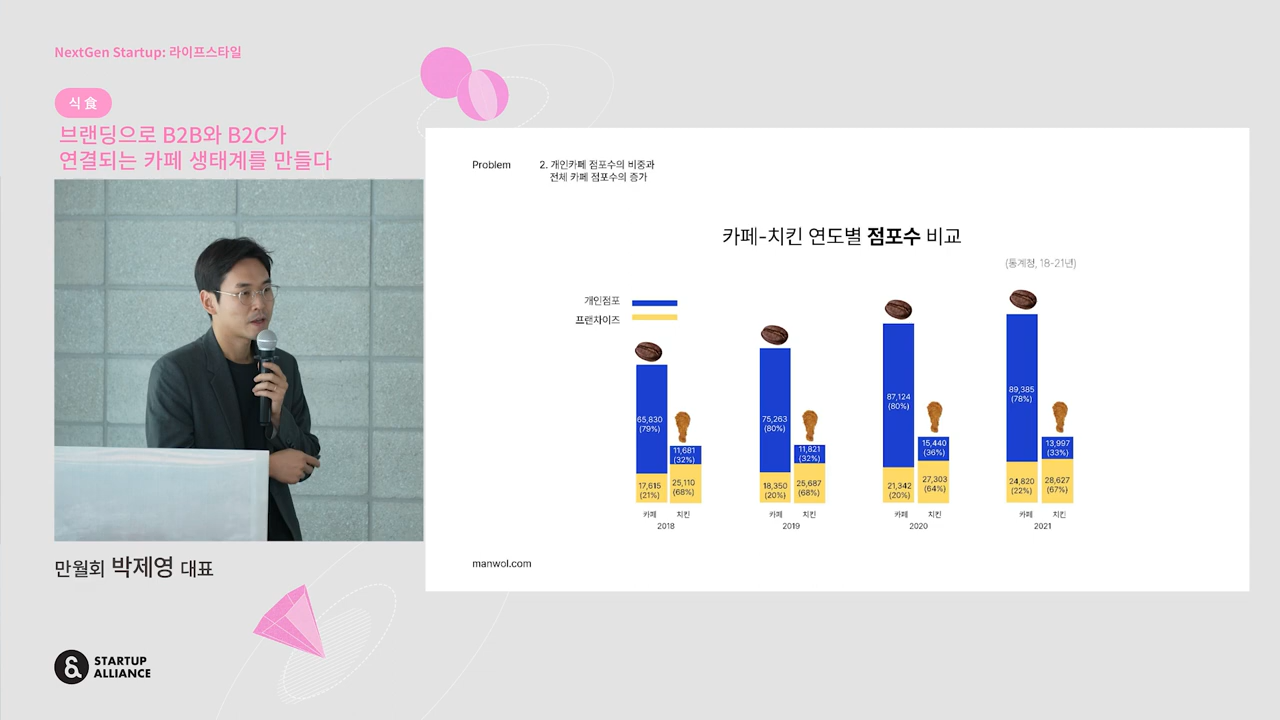 NextGen Startup: 라이프스타일
식 食
브랜딩으로 B2B와 B2C가
연결되는 카페 생태계를 만들다
만월회 박제영 대표
STARTUP
ALLIANCE
Problem
2. 개인카페 점포수의 비중과
전체 카페 점포수의 증가
카페-치킨 연도별 점포수 비교
(통계청, 18-21년)
개인점포
프랜차이즈
65,830
(79%)
17,615
(21%)
11,681
(32%)
25,110
(68%)
카페 치킨
2018
75,263
(80%)
18,350
(20%)
11,821
(32%)
25,687
(68%)
카페 치킨
2019
87,124
(80%)
21,342
(20%)
15,440
(36%)
27,303
(64%)
카페 치킨
2020
89,385
(78%)
24,820
(22%)
13,997
(33%)
28,627
(67%)
카페 치킨
2021
manwol.com